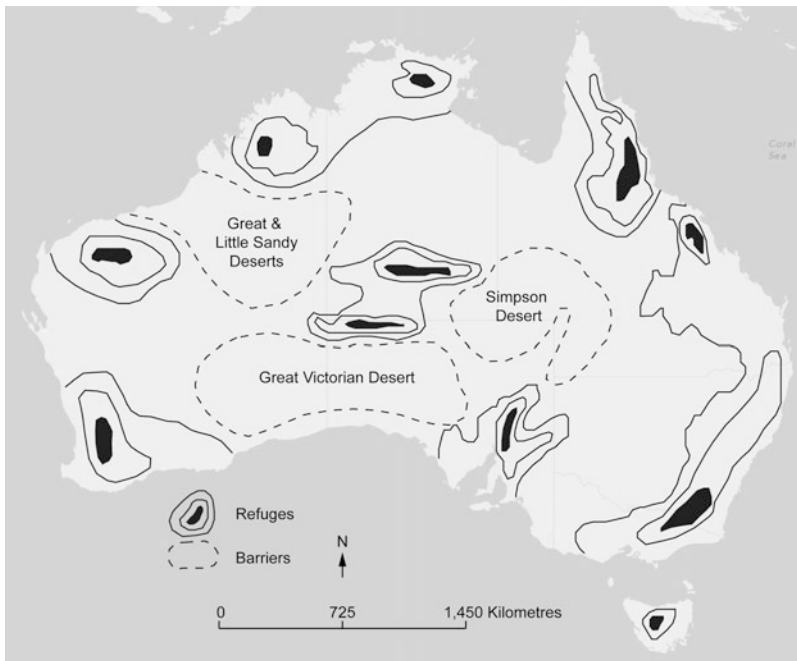 Coral
Sea
Great &
Little Sandy
Deserts
Simpson
Desert
Great Victorian Desert
Refuges
Barriers
N
0
725
1,450 Kilometres